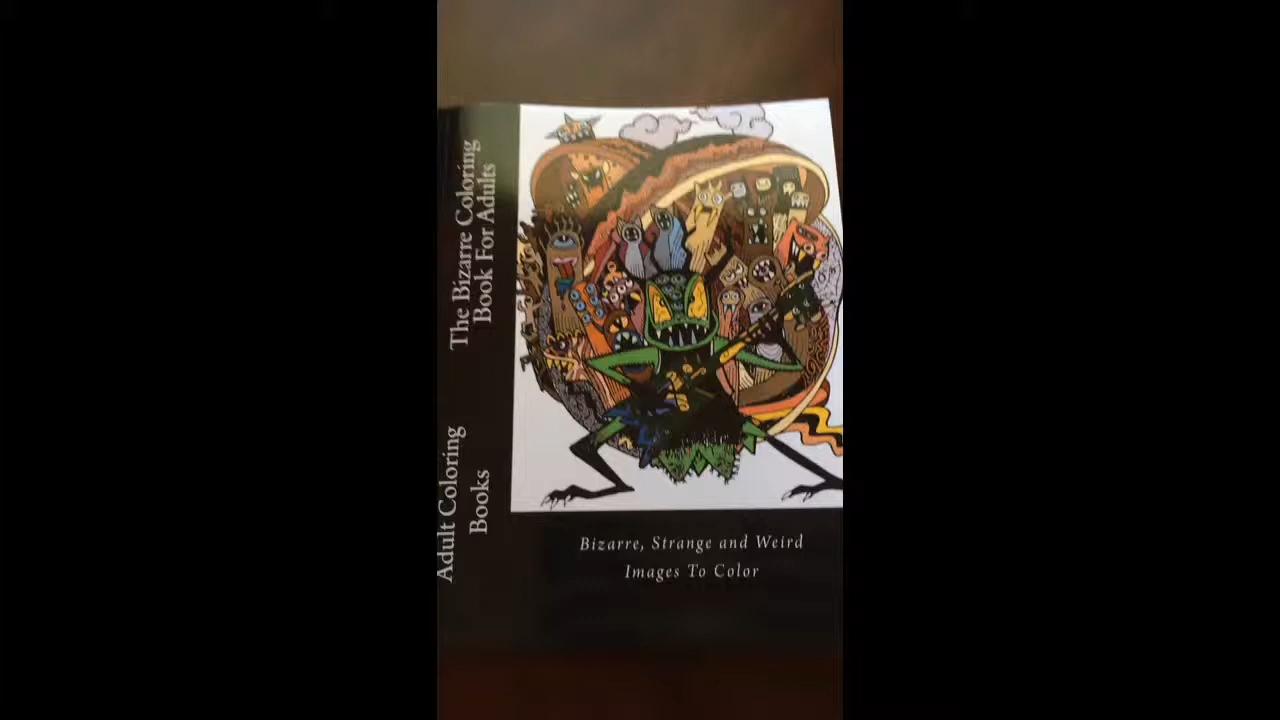 The Bizarre Coloring
Book For Adults
Adult Coloring
Books
Bizarre, Strange and Weird
Images To Color